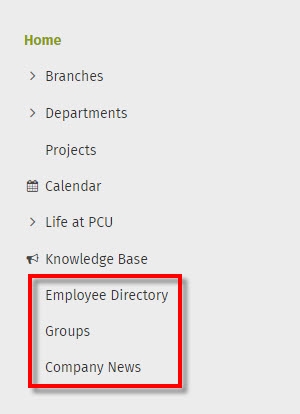 Home
Branches
Departments
Projects
Calendar
Life at PCU
Knowledge Base
Employee Directory
Groups
Company News